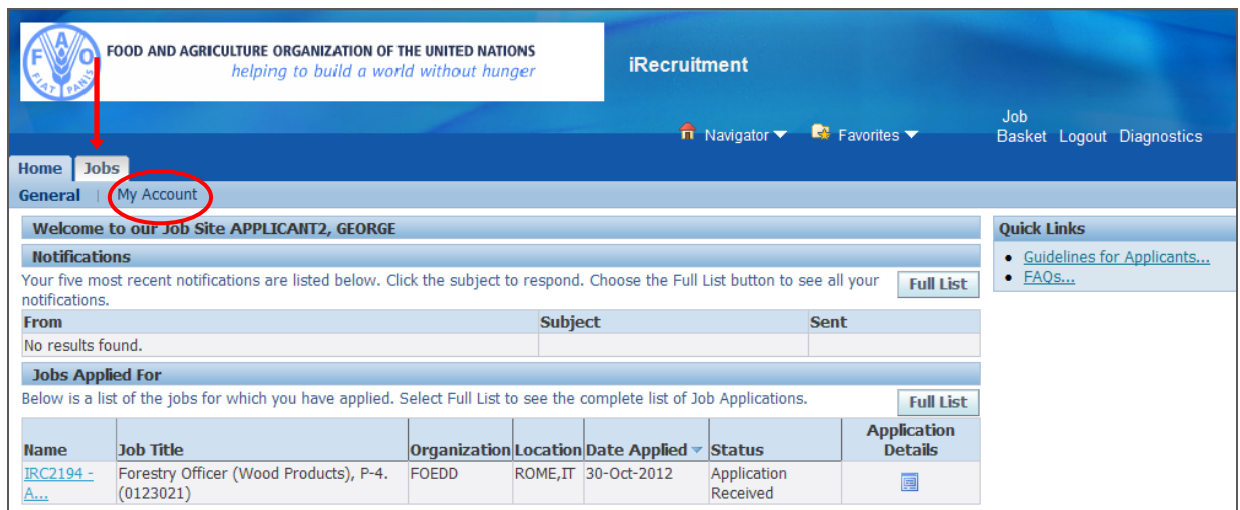 FAO
FIAT PANIS
FOOD AND AGRICULTURE ORGANIZATION OF THE UNITED NATIONS
helping to build a world without hunger
iRecruitment
Navigator Favorites
Job
Basket Logout Diagnostics
Home Jobs
General | My Account
Welcome to our Job Site APPLICANT2, GEORGE
Notifications
Your five most recent notifications are listed below. Click the subject to respond. Choose the Full List button to see all your
notifications.
Full List
From Subject Sent
No results found.
Jobs Applied For
Below is a list of the jobs for which you have applied. Select Full List to see the complete list of Job Applications.
Full List
Name Job Title Organization Location Date Applied Status Application
Details
IRC2194 - Forestry Officer (Wood Products), P-4. FOEDD ROME,IT 30-Oct-2012 Application
A... (0123021) Received
Quick Links
Guidelines for Applicants...
FAQs...